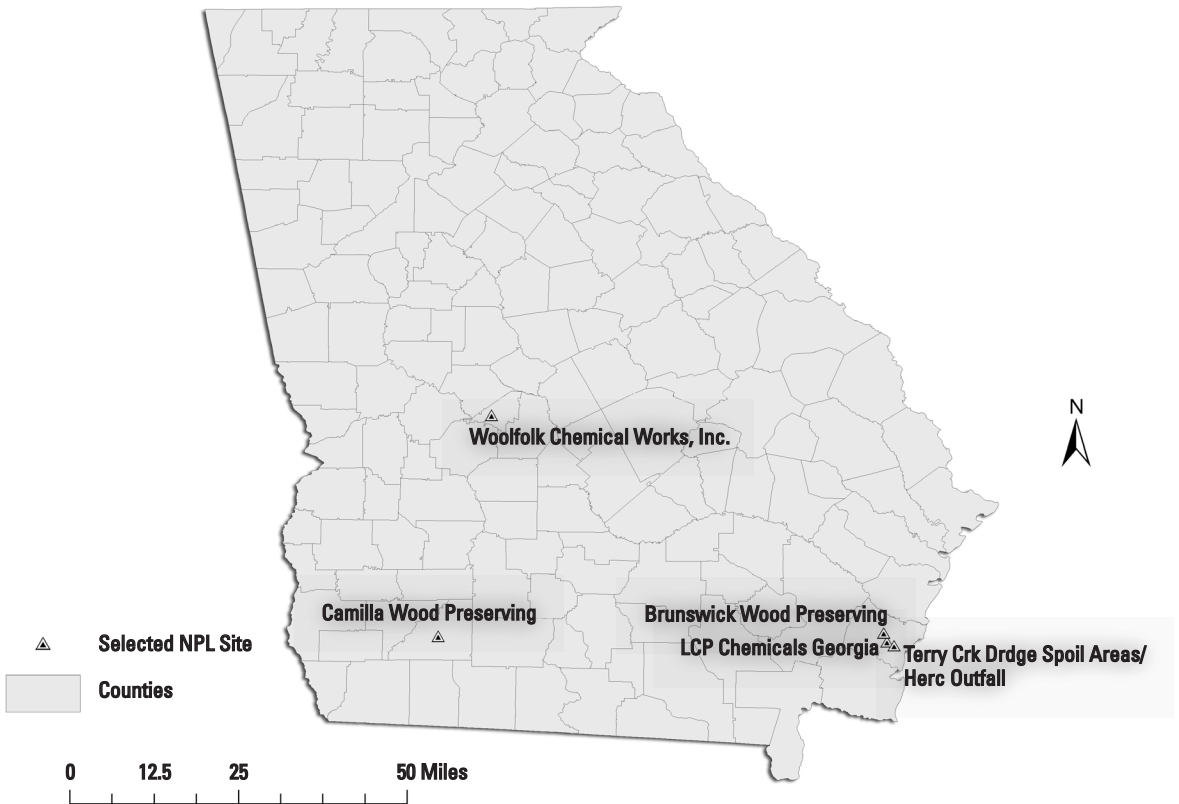 N
Woolfolk Chemical Works, Inc.
Camilla Wood Preserving
Brunswick Wood Preserving
LCP Chemicals Georgia
Terry Crk Drdge Spoil Areas/
Herc Outfall
Selected NPL Site
Counties
0 12.5 25 50 Miles